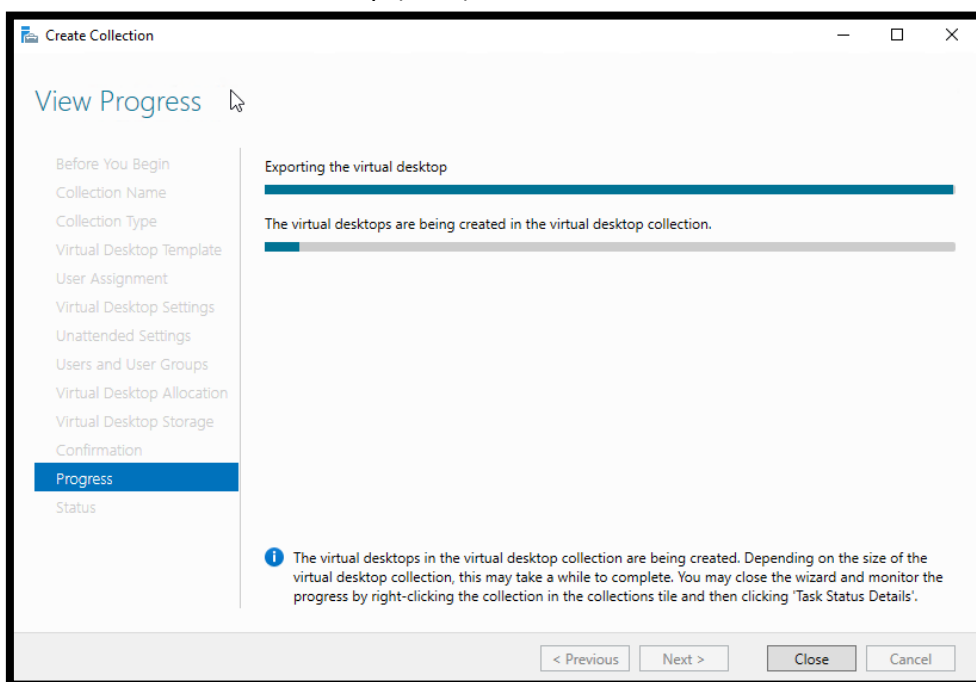 Create Collection
View Progress
Before You Begin
Collection Name
Collection Type
Virtual Desktop Template
User Assignment
Virtual Desktop Settings
Unattended Settings
Users and User Groups
Virtual Desktop Allocation
Virtual Desktop Storage
Confirmation
Progress
Status
Exporting the virtual desktop
The virtual desktops are being created in the virtual desktop collection.
The virtual desktops in the virtual desktop collection are being created. Depending on the size of the
virtual desktop collection, this may take a while to complete. You may close the wizard and monitor the
progress by right-clicking the collection in the collections tile and then clicking 'Task Status Details'.
< Previous
Next >
Close
Cancel